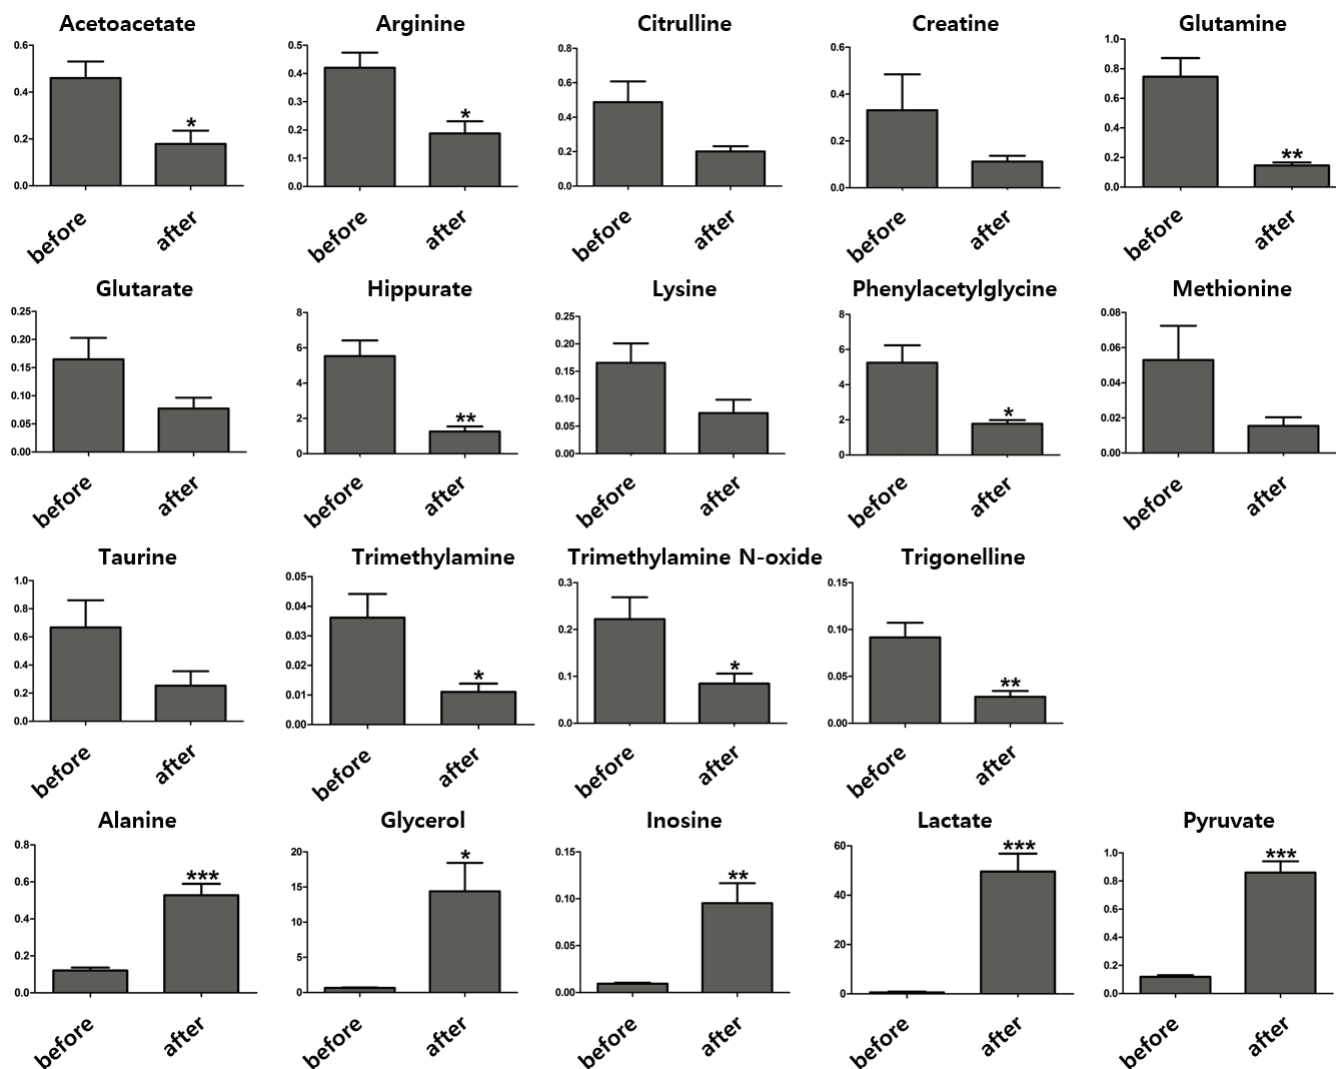 Acetoacetate Arginine Citrulline Creatine Glutamine
0.6 0.5 0.8 0.6 1.0
0.4 0.4 0.6 0.4 0.8
0.2 0.3 0.4 0.2 0.6
0.0 0.2 0.2 0.0 0.4
0.1 0.0 0.2
0.0 0.0
* * **
before after before after before after before after before after
Glutarate Hippurate Lysine Phenylacetylglycine Methionine
0.25 8 0.25 8 0.08
0.20 6 0.20 6 0.06
0.15 4 0.15 4 0.04
0.10 2 0.10 2 0.02
0.05 0 0.05 0 0.00
0.00 0.00
** *
before after before after before after before after before after
Taurine Trimethylamine Trimethylamine N-oxide Trigonelline
1.0 0.05 0.3 0.15
0.8 0.04 0.2 0.10
0.6 0.03 0.1 0.05
0.4 0.02 0.0 0.00
0.2 0.01
0.0 0.00
* * **
before after before after before after before after
Alanine Glycerol Inosine Lactate Pyruvate
0.8 20 0.15 60 1.0
0.6 15 0.10 40 0.8
0.4 10 0.05 20 0.6
0.2 5 0.00 0 0.4
0.0 0 0.2
0.0
*** * ** *** ***
before after before after before after before after before after